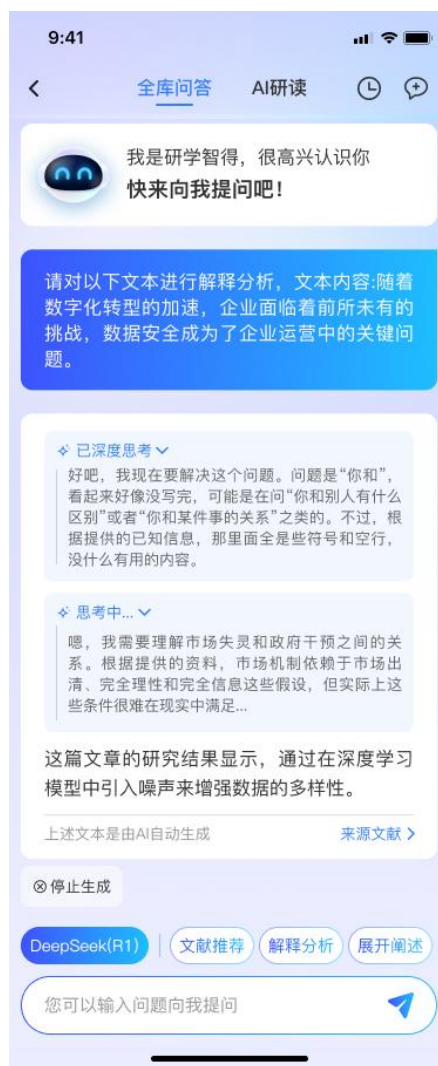 9:41
全库问答 AI研读
我是研学智得，很高兴认识你
快来向我提问吧！
请对以下文本进行解释分析，文本内容:随着
数字化转型的加速，企业面临着前所未有的
挑战，数据安全成为了企业运营中的关键问
题。
已深度思考
好吧，我现在要解决这个问题。问题是“你和”，
看起来好像没写完，可能是在问“你和别人有什么
区别”或者“你和某件事的关系”之类的。不过，根
据提供的已知信息，那里面全是些符号和空行，
没什么有用的内容。
思考中...
嗯，我需要理解市场失灵和政府干预之间的关
系。根据提供的资料，市场机制依赖于市场出
清、完全理性和完全信息这些假设，但实际上这
些条件很难在现实中满足...
这篇文章的研究结果显示，通过在深度学习
模型中引入噪声来增强数据的多样性。
上述文本是由AI自动生成 来源文献
停止生成
DeepSeek(R1) 文献推荐 解释分析 展开阐述
您可以输入问题向我提问